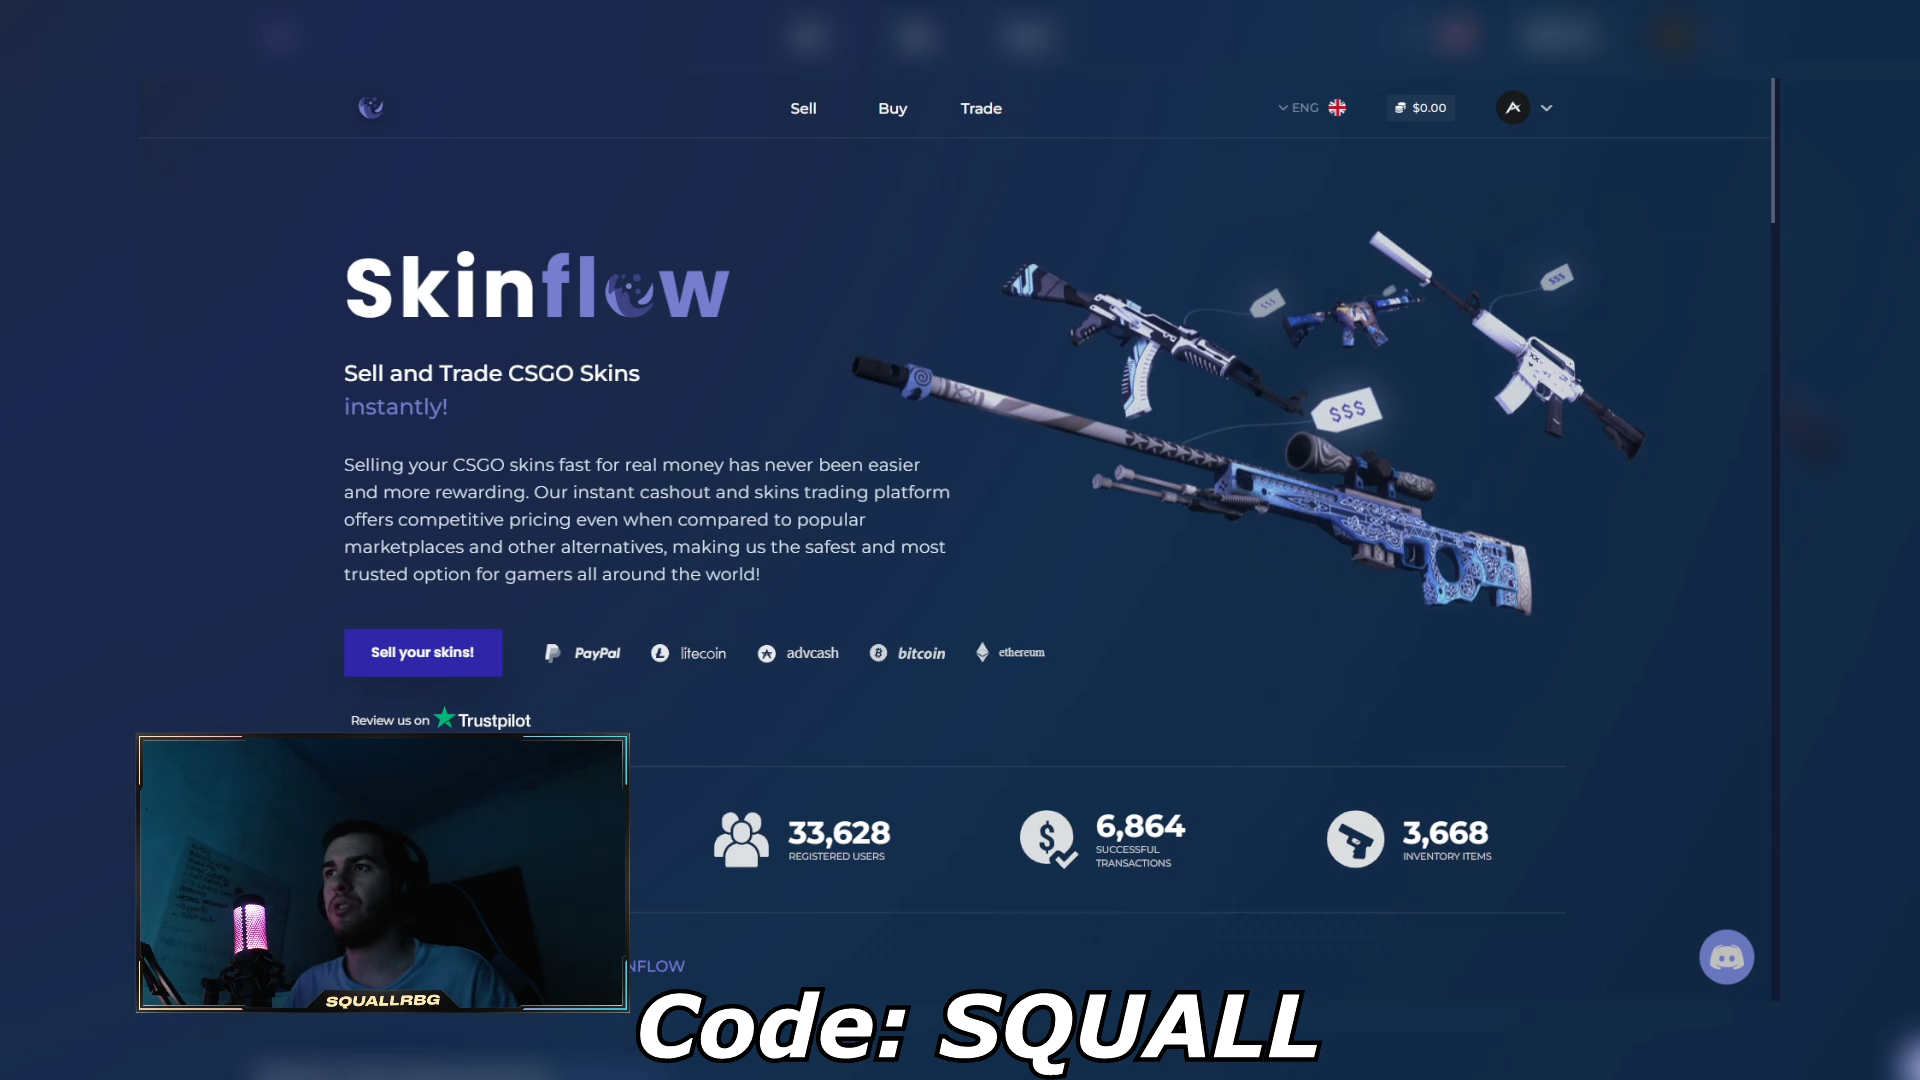 Sell
Buy
Trade
ENG
$0.00
Skinflow
Sell and Trade CSGO Skins
instantly!
Selling your CSGO skins fast for real money has never been easier
and more rewarding. Our instant cashout and skins trading platform
offers competitive pricing even when compared to popular
marketplaces and other alternatives, making us the safest and most
trusted option for gamers all around the world!
$$$
$$$
$$$
Sell your skins!
PayPal
litecoin
advcash
bitcoin
ethereum
Review us on Trustpilot
33,628
REGISTERED USERS
6,864
SUCCESSFUL
TRANSACTIONS
3,668
INVENTORY ITEMS
NFLOW
SQUALLRBG
Code: SQUALL